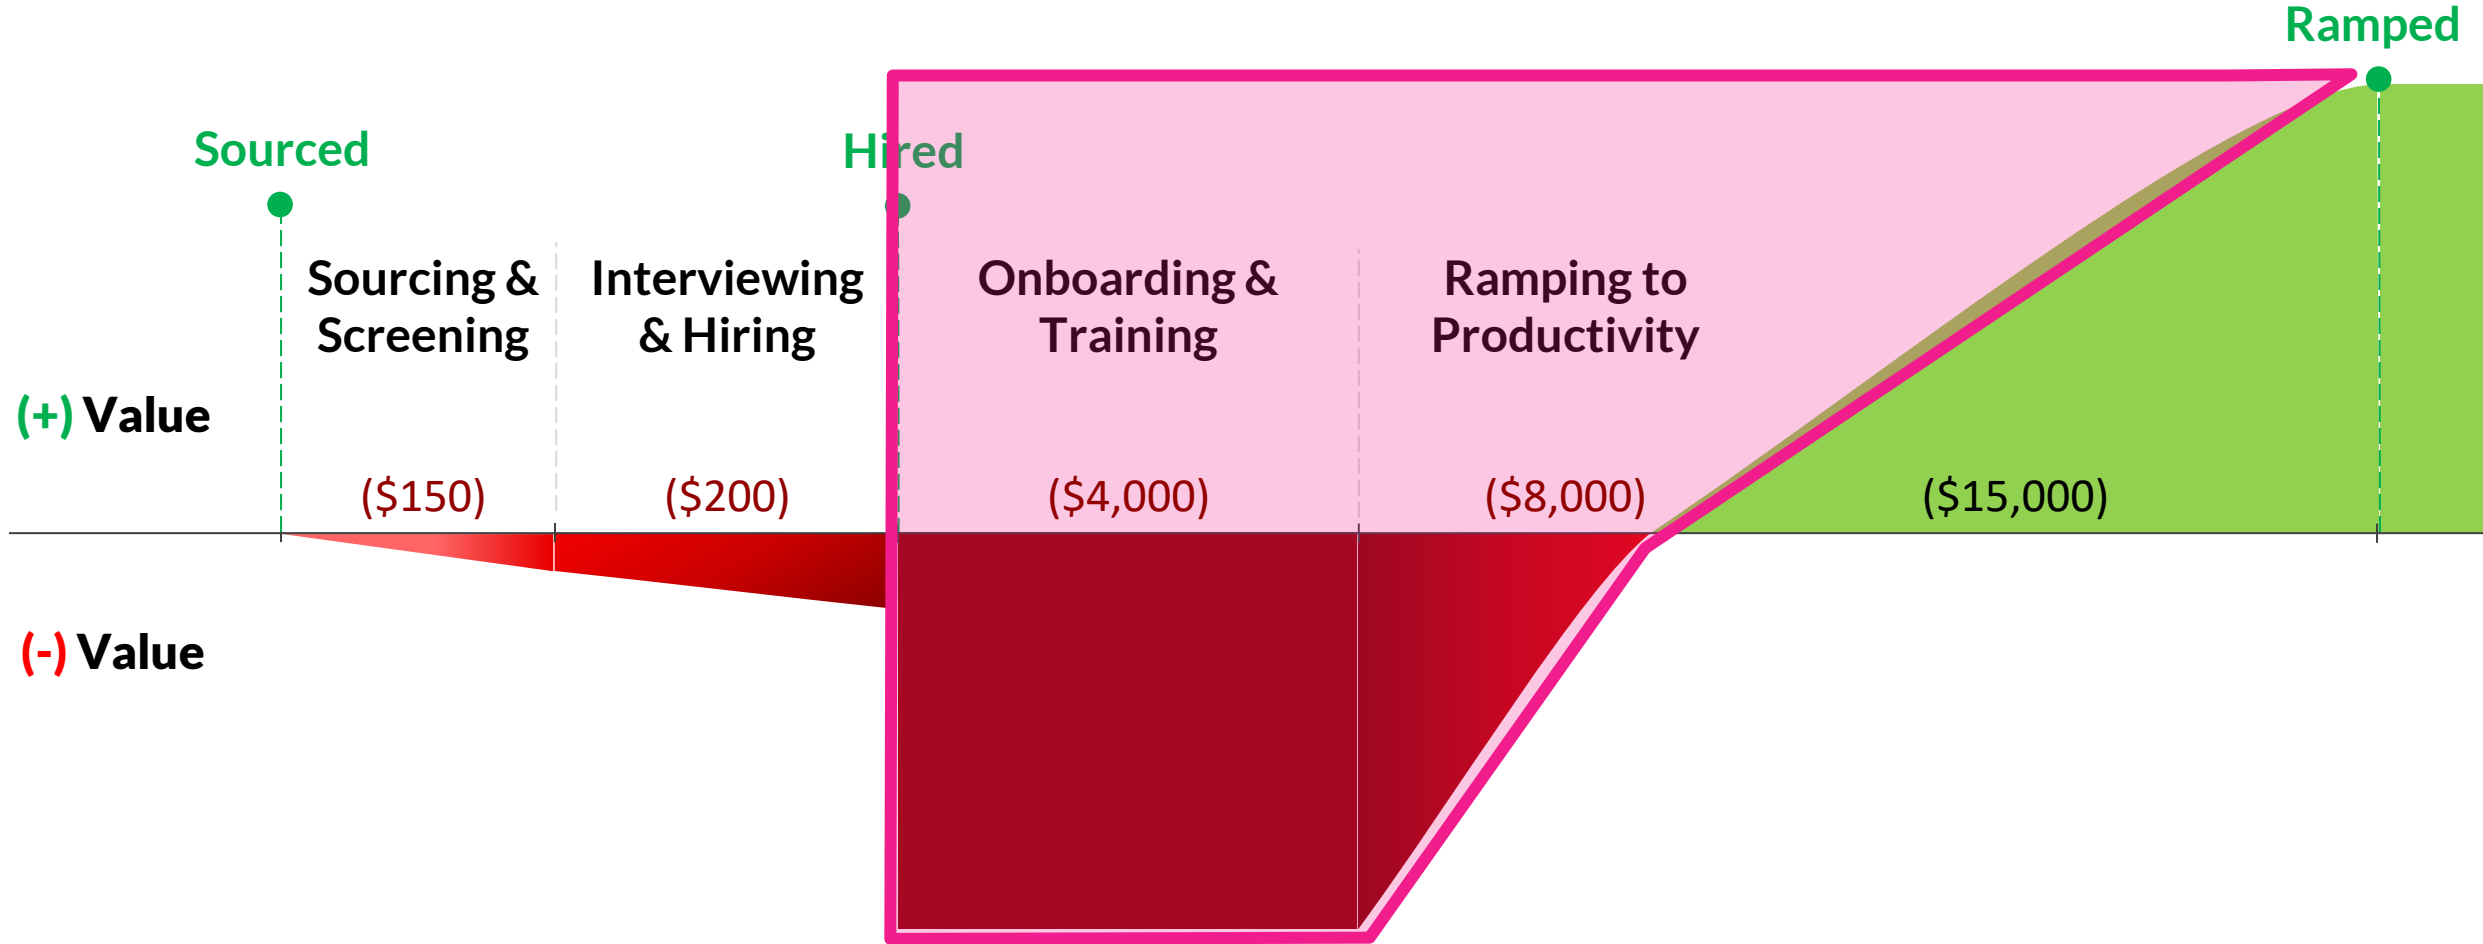 Ramped
Sourced
Hired
Sourcing &
Screening
Interviewing
& Hiring
Onboarding &
Training
Ramping to
Productivity
(+) Value
($150)
($200)
($4,000)
($8,000)
($15,000)
(-) Value